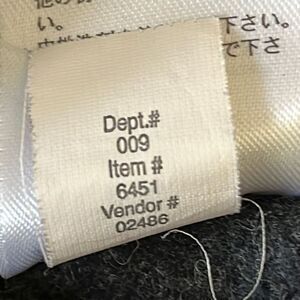 い。
下さい。
で下さ
Dept.#
009
Item #
6451
Vendor #
02486